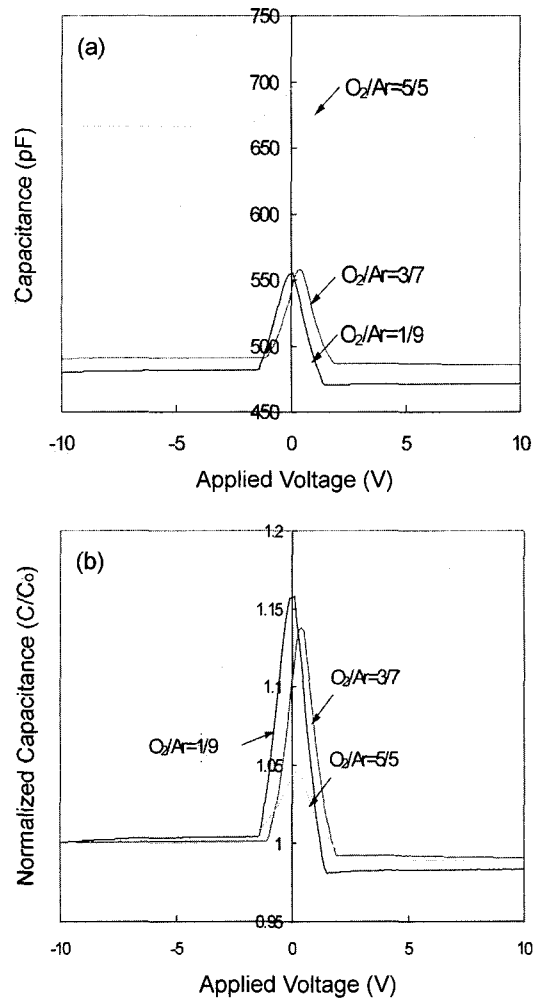 (a)
750
700
650
600
550
500
450
O2/Ar=5/5
O2/Ar=3/7
O2/Ar=1/9
Capacitance (pF)
-10 -5 0 5 10
Applied Voltage (V)
(b)
1.2
1.15
1.1
1.05
1
0.95
O2/Ar=3/7
O2/Ar=1/9
O2/Ar=5/5
Normalized Capacitance (C/C0)
-10 -5 0 5 10
Applied Voltage (V)